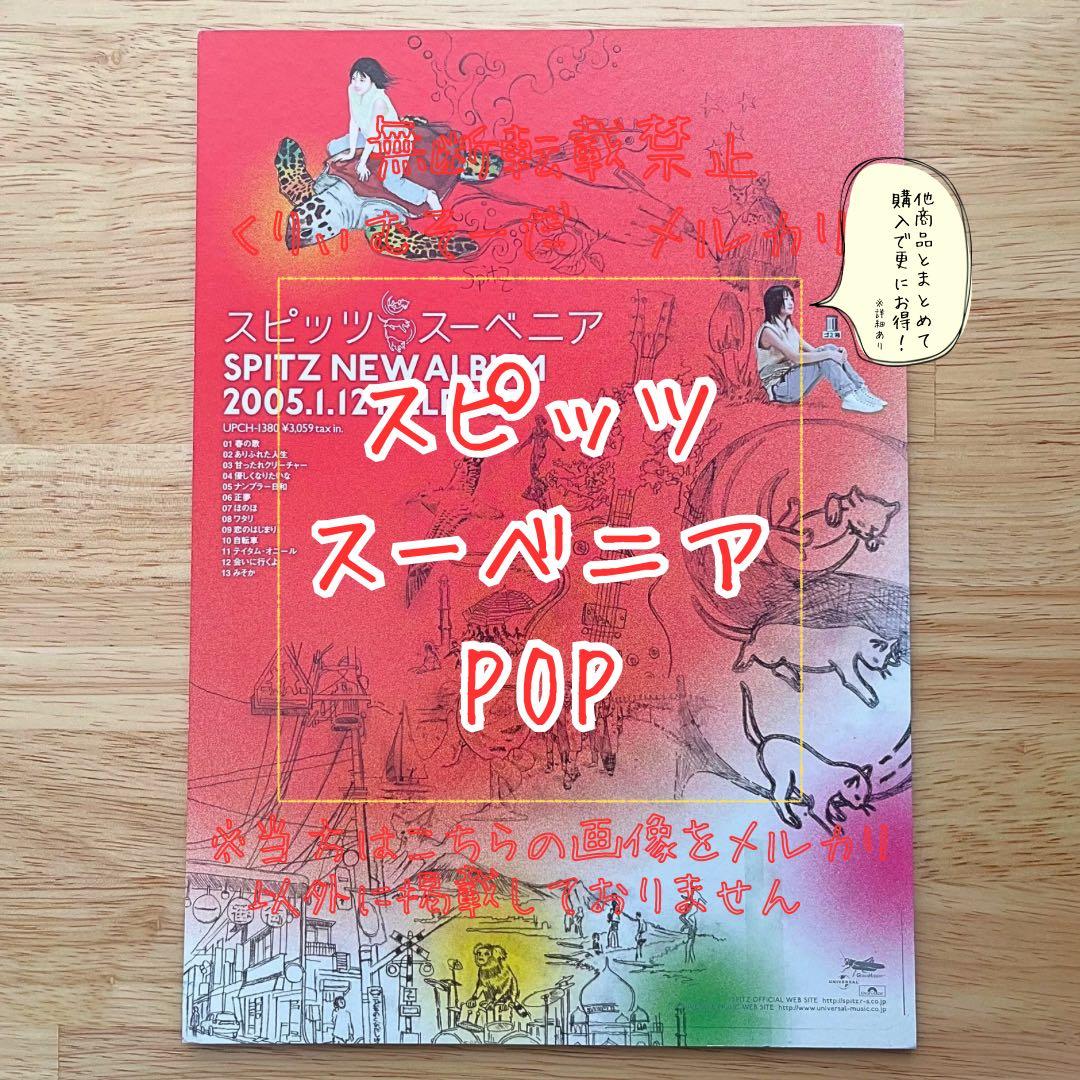 無断転載禁止
くりぃむそーだ メルカリ
他商品とまとめて
購入で更にお得！
※詳細あり
Spitz
スピッツ スーベニア
SPITZ NEW ALBUM
2005.1.12
UPCH-1380 ¥3,059 tax in.
01 春の歌
02 ありふれた人生
03 甘ったれクリーチャー
04 優しくなりたいな
05 ナンプラー日和
06 正夢
07 ほのほ
08 ワタリ
09 恋のはじまり
10 自転車
11 テイタム・オニール
12 会いに行くよ
13 みそか
スピッツ
スーベニア
POP
※当方はこちらの画像をメルカリ
以外に掲載しておりません
UNIVERSAL
SPITZ OFFICIAL WEB SITE http://spitz.r-s.co.jp
WEB SITE http://www.universal-music.co.jp